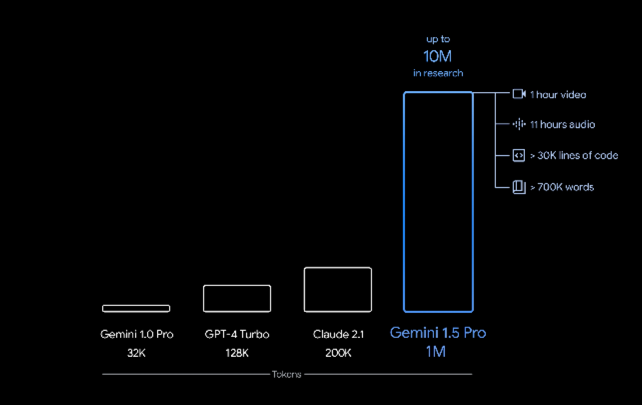 up to
10M
in research
1 hour video
11 hours audio
> 30K lines of code
> 700K words
Gemini 1.0 Pro
32K
GPT-4 Turbo
128K
Claude 2.1
200K
Gemini 1.5 Pro
1M
Tokens